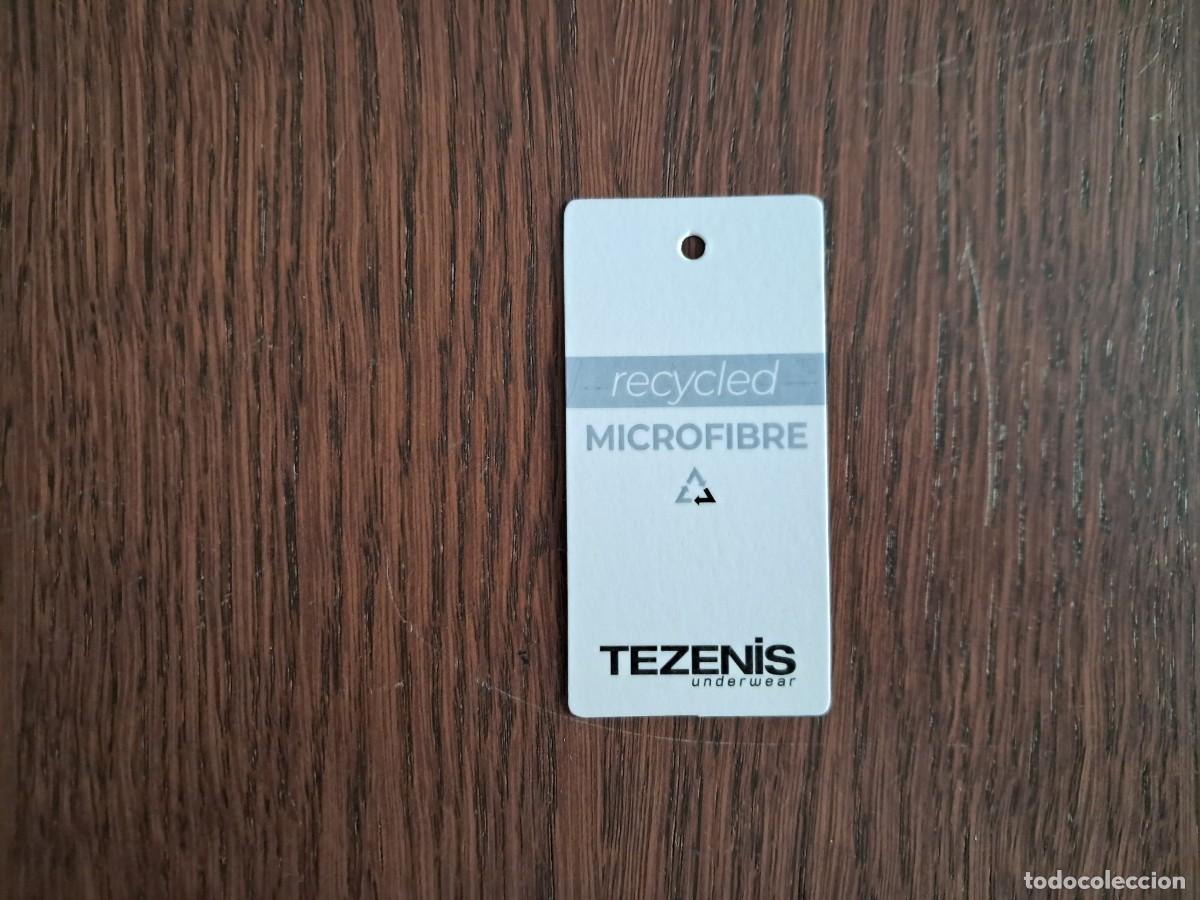 recycled
MICROFIBRE
TEZENiS
underwear
todocoleccion